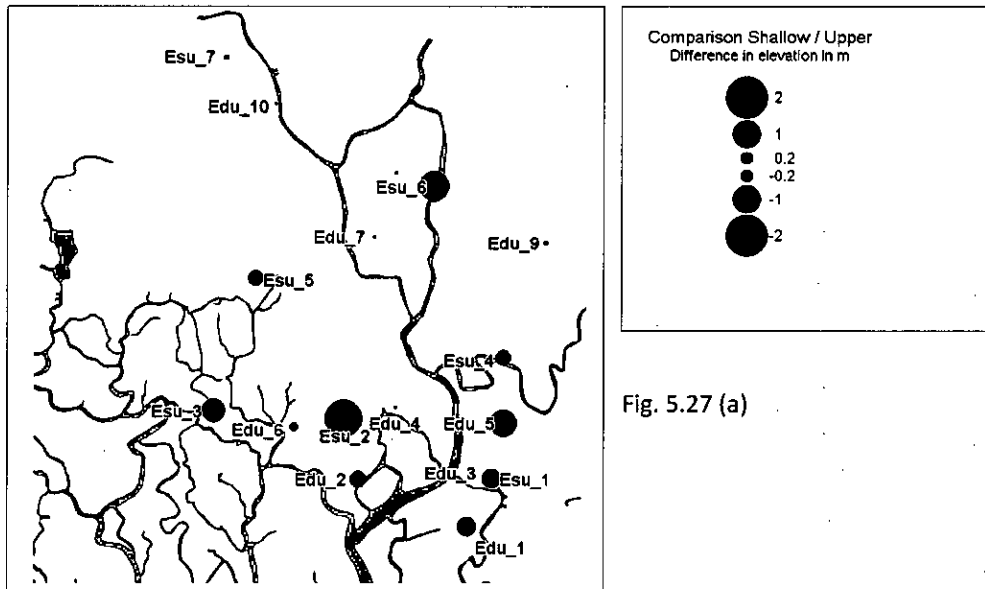 Esu_7
Edu_10
Esu_6
Edu_7
Edu_9
Esu_5
Esu_4
Esu_3
Edu_6
Esu_2
Edu_4
Edu_5
Edu_2
Edu_3
Esu_1
Edu_1
Comparison Shallow / Upper
Difference in elevation in m
2
1
0.2
-0.2
-1
-2
Fig. 5.27 (a)